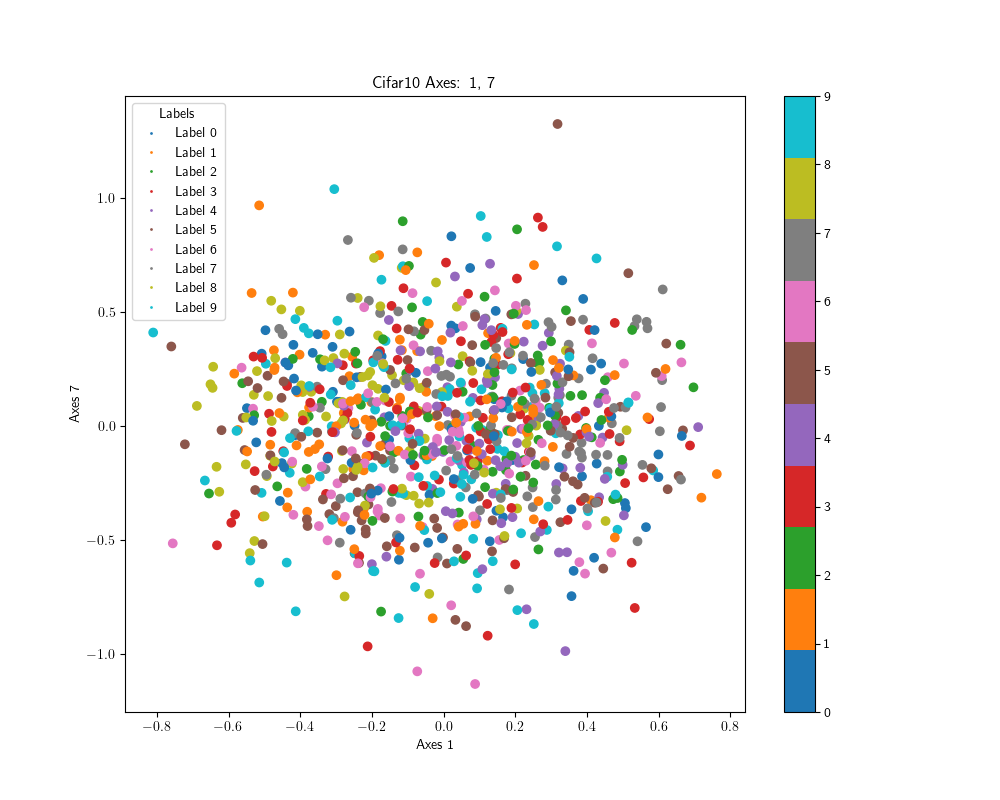 Cifar10 Axes: 1, 7
Labels
Label 0
Label 1
Label 2
Label 3
Label 4
Label 5
Label 6
Label 7
Label 8
Label 9
1.0
0.5
0.0
−0.5
−1.0
Axes 7
−0.8 −0.6 −0.4 −0.2 0.0 0.2 0.4 0.6 0.8
Axes 1
9
8
7
6
5
4
3
2
1
0